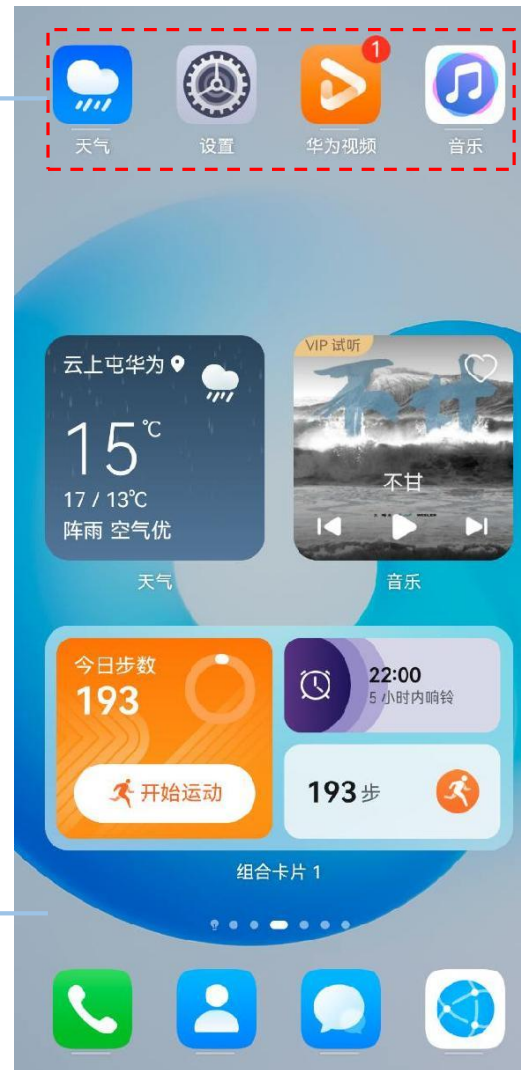 1
天气
设置
华为视频
音乐
云上屯华为
15℃
17 / 13℃
阵雨 空气优
天气
VIP 试听
不甘
不甘
音乐
今日步数
193
开始运动
22:00
5 小时内响铃
193 步
组合卡片 1